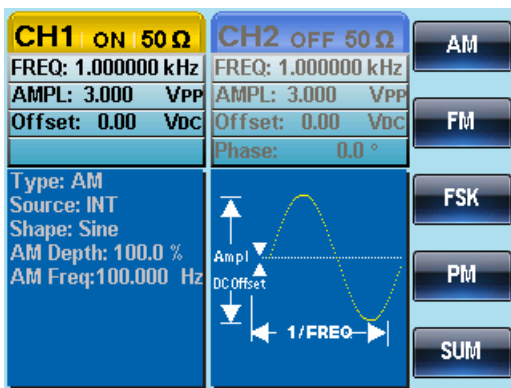 CH1 ON 50 Ω
FREQ: 1.000000 kHz
AMPL: 3.000 VPP
Offset: 0.00 VDC
CH2 OFF 50 Ω
FREQ: 1.000000 kHz
AMPL: 3.000 VPP
Offset: 0.00 VDC
Phase: 0.0 °
Type: AM
Source: INT
Shape: Sine
AM Depth: 100.0 %
AM Freq:100.000 Hz
Ampl
DC Offset
1/FREQ
AM
FM
FSK
PM
SUM